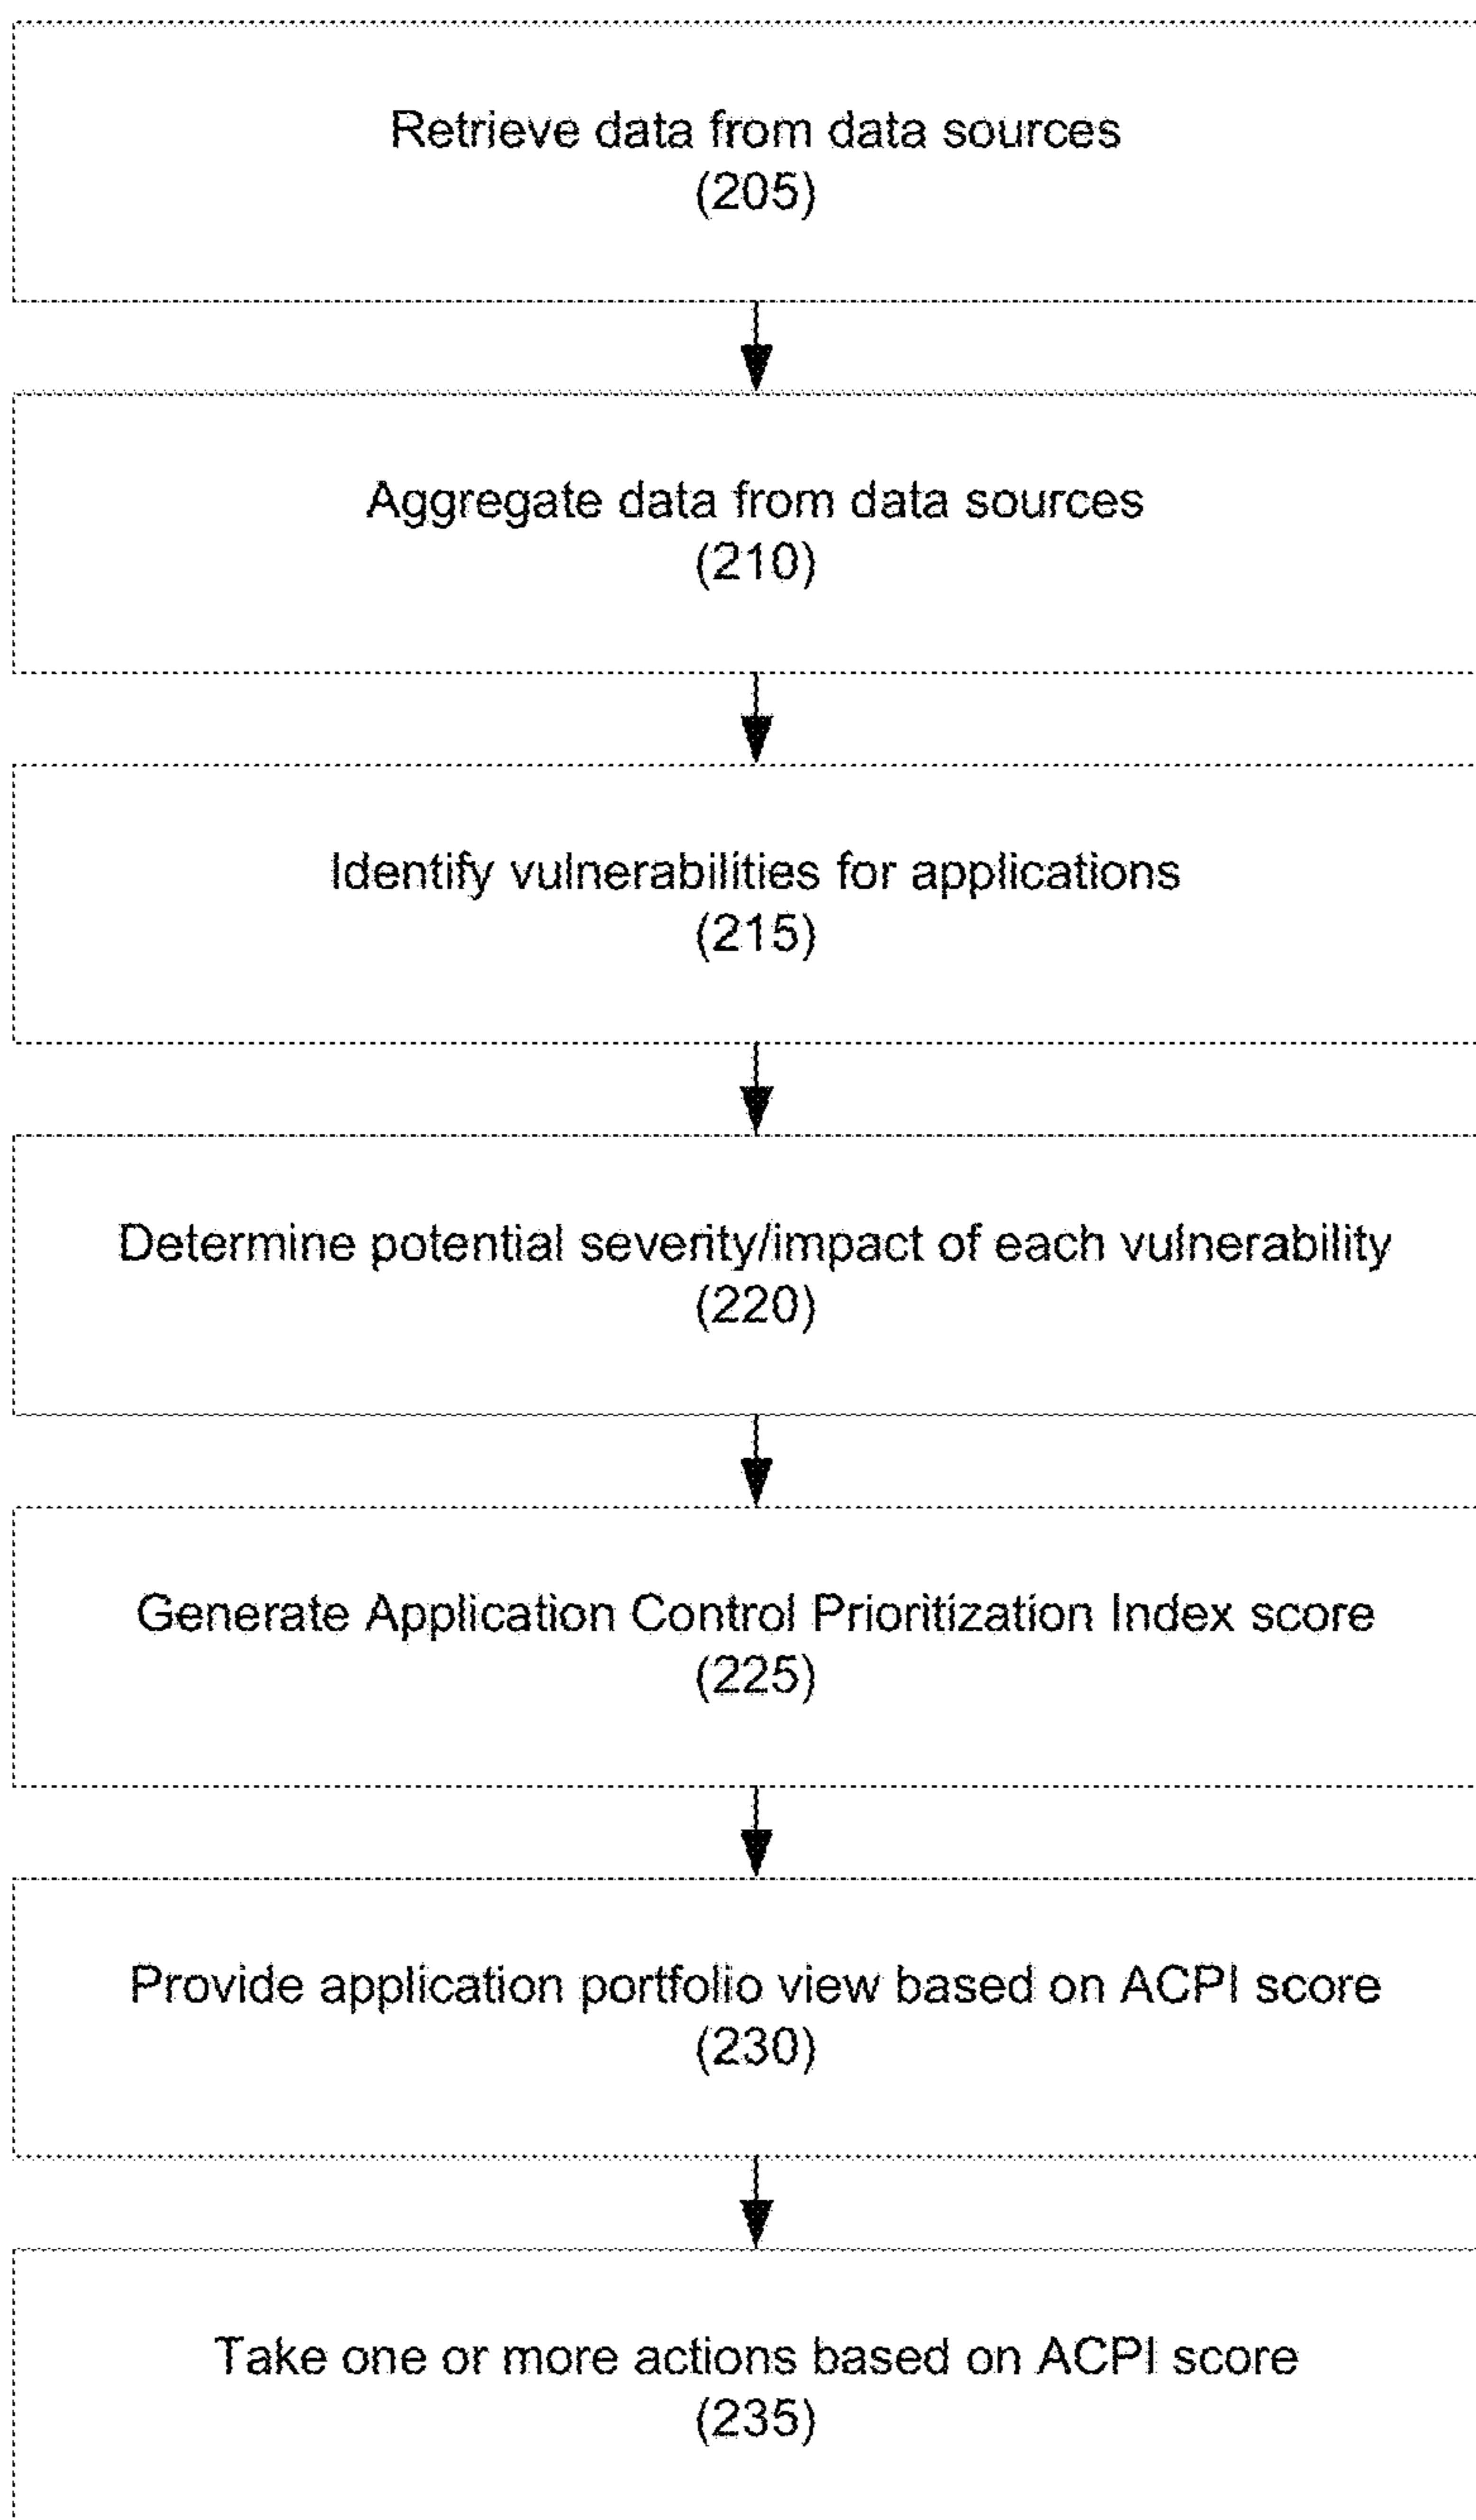 Retrieve data from data sources
(205)
Aggregate data from data sources
(210)
Identify vulnerabilities for applications
(215)
Determine potential severity/impact of each vulnerability
(220)
Generate Application Control Prioritization Index score
(225)
Provide application portfolio view based on ACPI score
(230)
Take one or more actions based on ACPI score
(235)